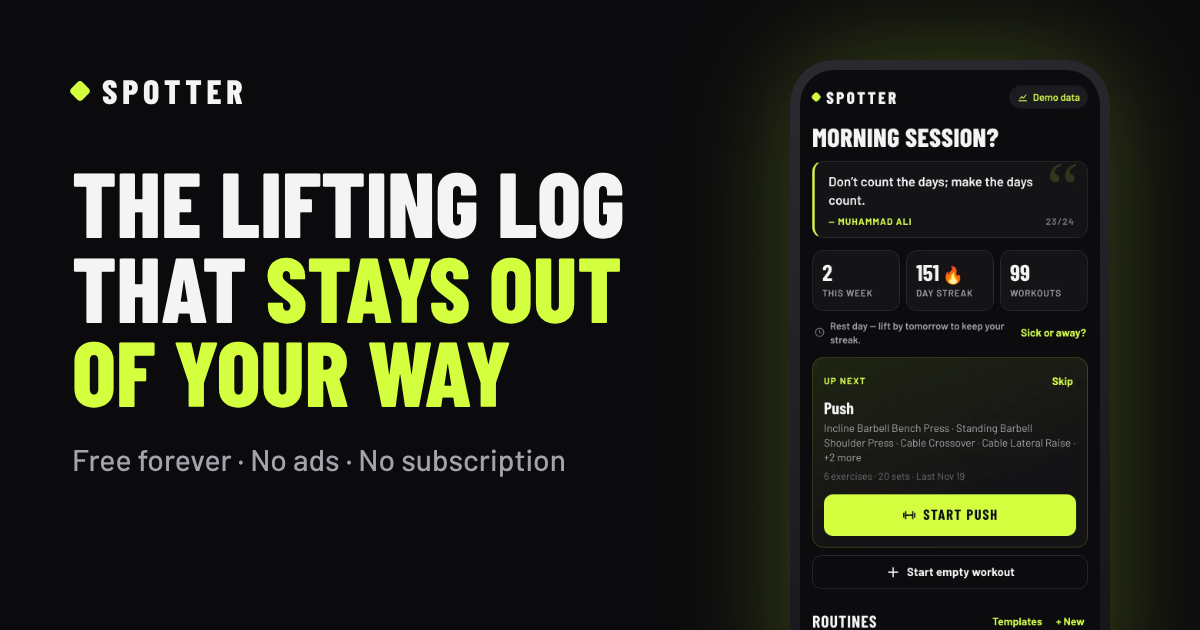 SPOTTER
THE LIFTING LOG
THAT STAYS OUT
OF YOUR WAY
Free forever · No ads · No subscription
SPOTTER
Demo data
MORNING SESSION?
Don’t count the days; make the days
count.
— MUHAMMAD ALI
23/24
2
THIS WEEK
151 🔥
DAY STREAK
99
WORKOUTS
Rest day — lift by tomorrow to keep your
streak.
Sick or away?
UP NEXT
Skip
Push
Incline Barbell Bench Press · Standing Barbell
Shoulder Press · Cable Crossover · Cable Lateral Raise ·
+2 more
6 exercises · 20 sets · Last Nov 19
START PUSH
+ Start empty workout
ROUTINES
Templates
+ New